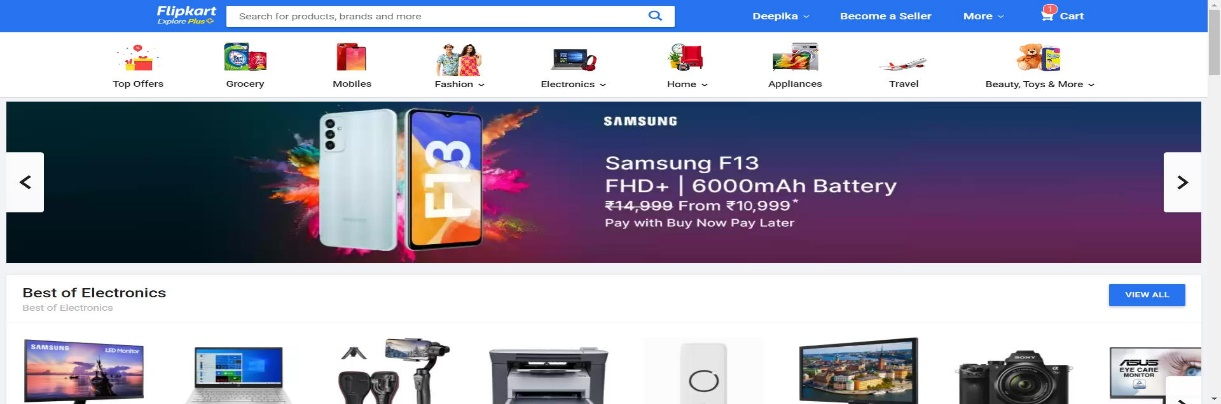 Flipkart
Explore Plus
Search for products, brands and more
Deepika
Become a Seller
More
1
Cart
Top Offers
Grocery
Mobiles
Fashion
Electronics
Home
Appliances
Travel
Beauty, Toys & More
F13
SAMSUNG
Samsung F13
FHD+ | 6000mAh Battery
₹14,999 From ₹10,999*
Pay with Buy Now Pay Later
Best of Electronics
Best of Electronics
VIEW ALL
SAMSUNG
LED Monitor
SONY
ASUS
EYE CARE
MONITOR